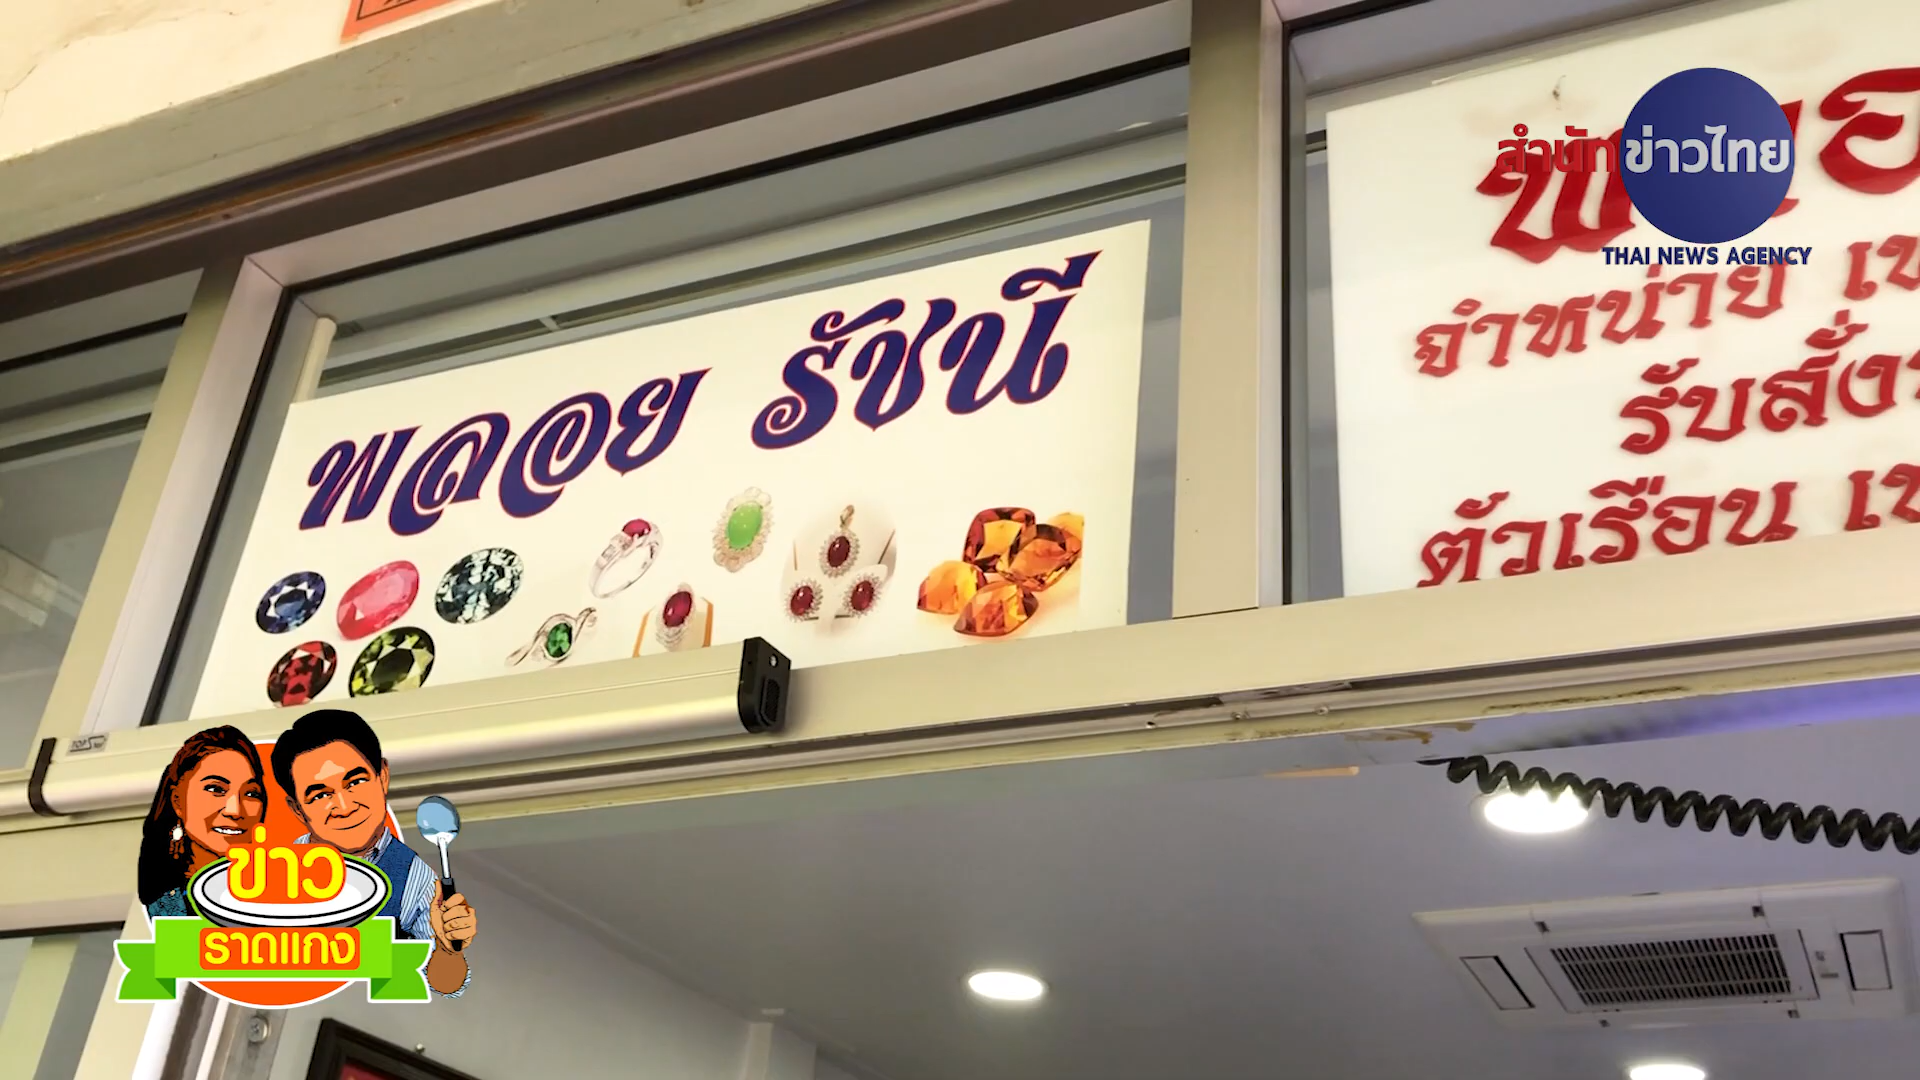 พลอย รัชนี
สำนักข่าวไทย
THAI NEWS AGENCY
จำหน่าย
รับสั่ง
ตัวเรือน
ข่าว
ราดแกง